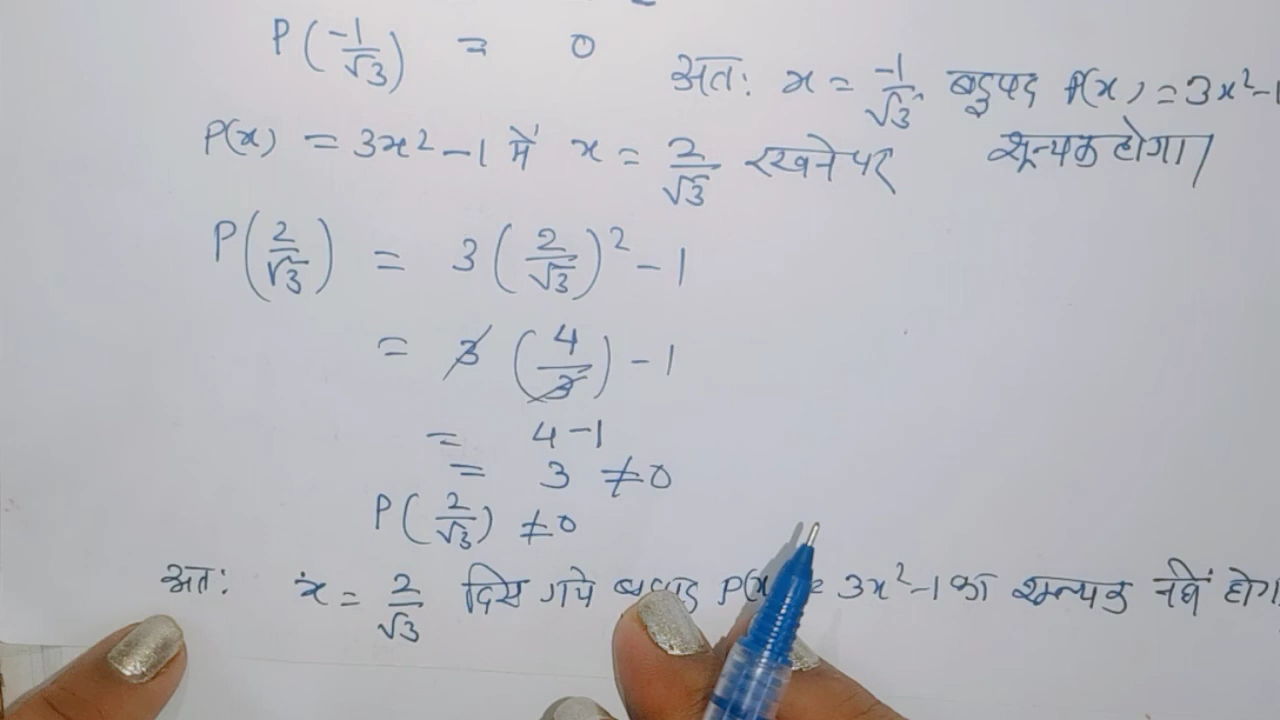 P(-1/√3) = 0
अतः x = -1/√3 बहुपद P(x) = 3x²-1
शून्यक होगा।
P(x) = 3x²-1 में x = 2/√3 रखने पर
P(2/√3) = 3(2/√3)²-1
= 3(4/3)-1
= 4-1
= 3 ≠0
P(2/√3) ≠0
अतः x = 2/√3 दिए गये बहुपद P(x) = 3x²-1 का शून्यक नहीं होगा